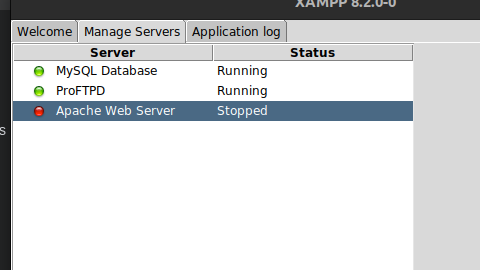 XAMPP 8.2.0-0
Welcome Manage Servers Application log
Server Status
MySQL Database Running
ProFTPD Running
Apache Web Server Stopped
s